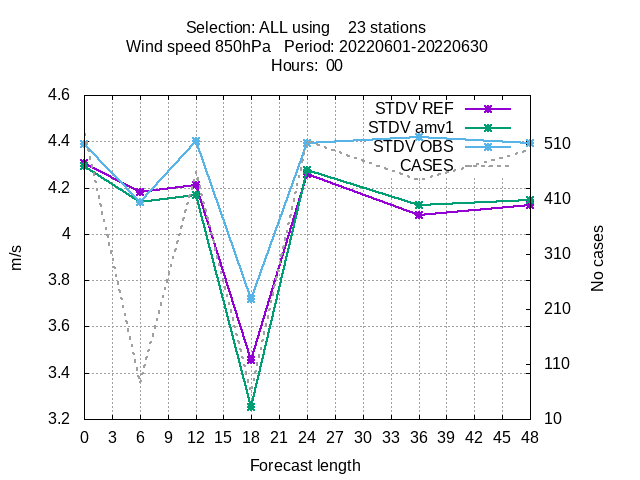 Selection: ALL using 23 stations
Wind speed 850hPa Period: 20220601-20220630
Hours: 00
STDV REF
STDV amv1
STDV OBS
CASES
4.6
4.4
4.2
4
3.8
3.6
3.4
3.2
m/s
510
410
310
210
110
10
No cases
0 3 6 9 12 15 18 21 24 27 30 33 36 39 42 45 48
Forecast length